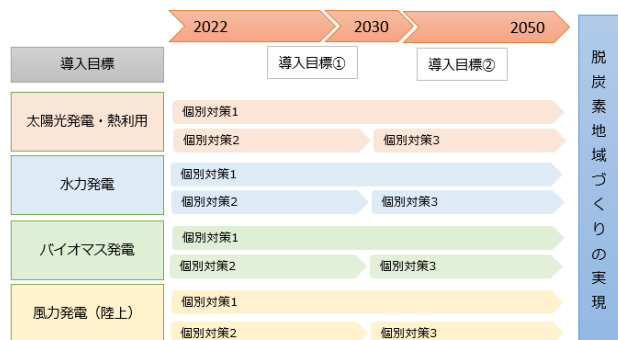 2022
2030
2050
導入目標
導入目標①
導入目標②
太陽光発電・熱利用
個別対策1
個別対策2
個別対策3
水力発電
個別対策1
個別対策2
個別対策3
バイオマス発電
個別対策1
個別対策2
個別対策3
風力発電（陸上）
個別対策1
個別対策2
個別対策3
脱炭素地域づくりの実現